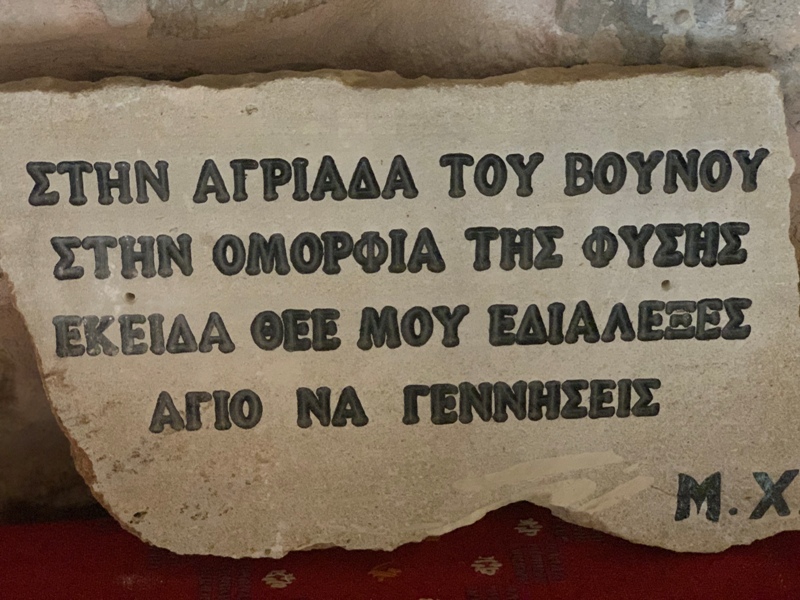 ΣΤΗΝ ΑΓΡΙΑΔΑ ΤΟΥ ΒΟΥΝΟΥ
ΣΤΗΝ ΟΜΟΡΦΙΑ ΤΗΣ ΦΥΣΗΣ
ΕΚΕΙΔΑ ΘΕΕ ΜΟΥ ΕΔΙΑΛΕΞΕΣ
ΑΓΙΟ ΝΑ ΓΕΝΝΗΣΕΙΣ
Μ.Χ.